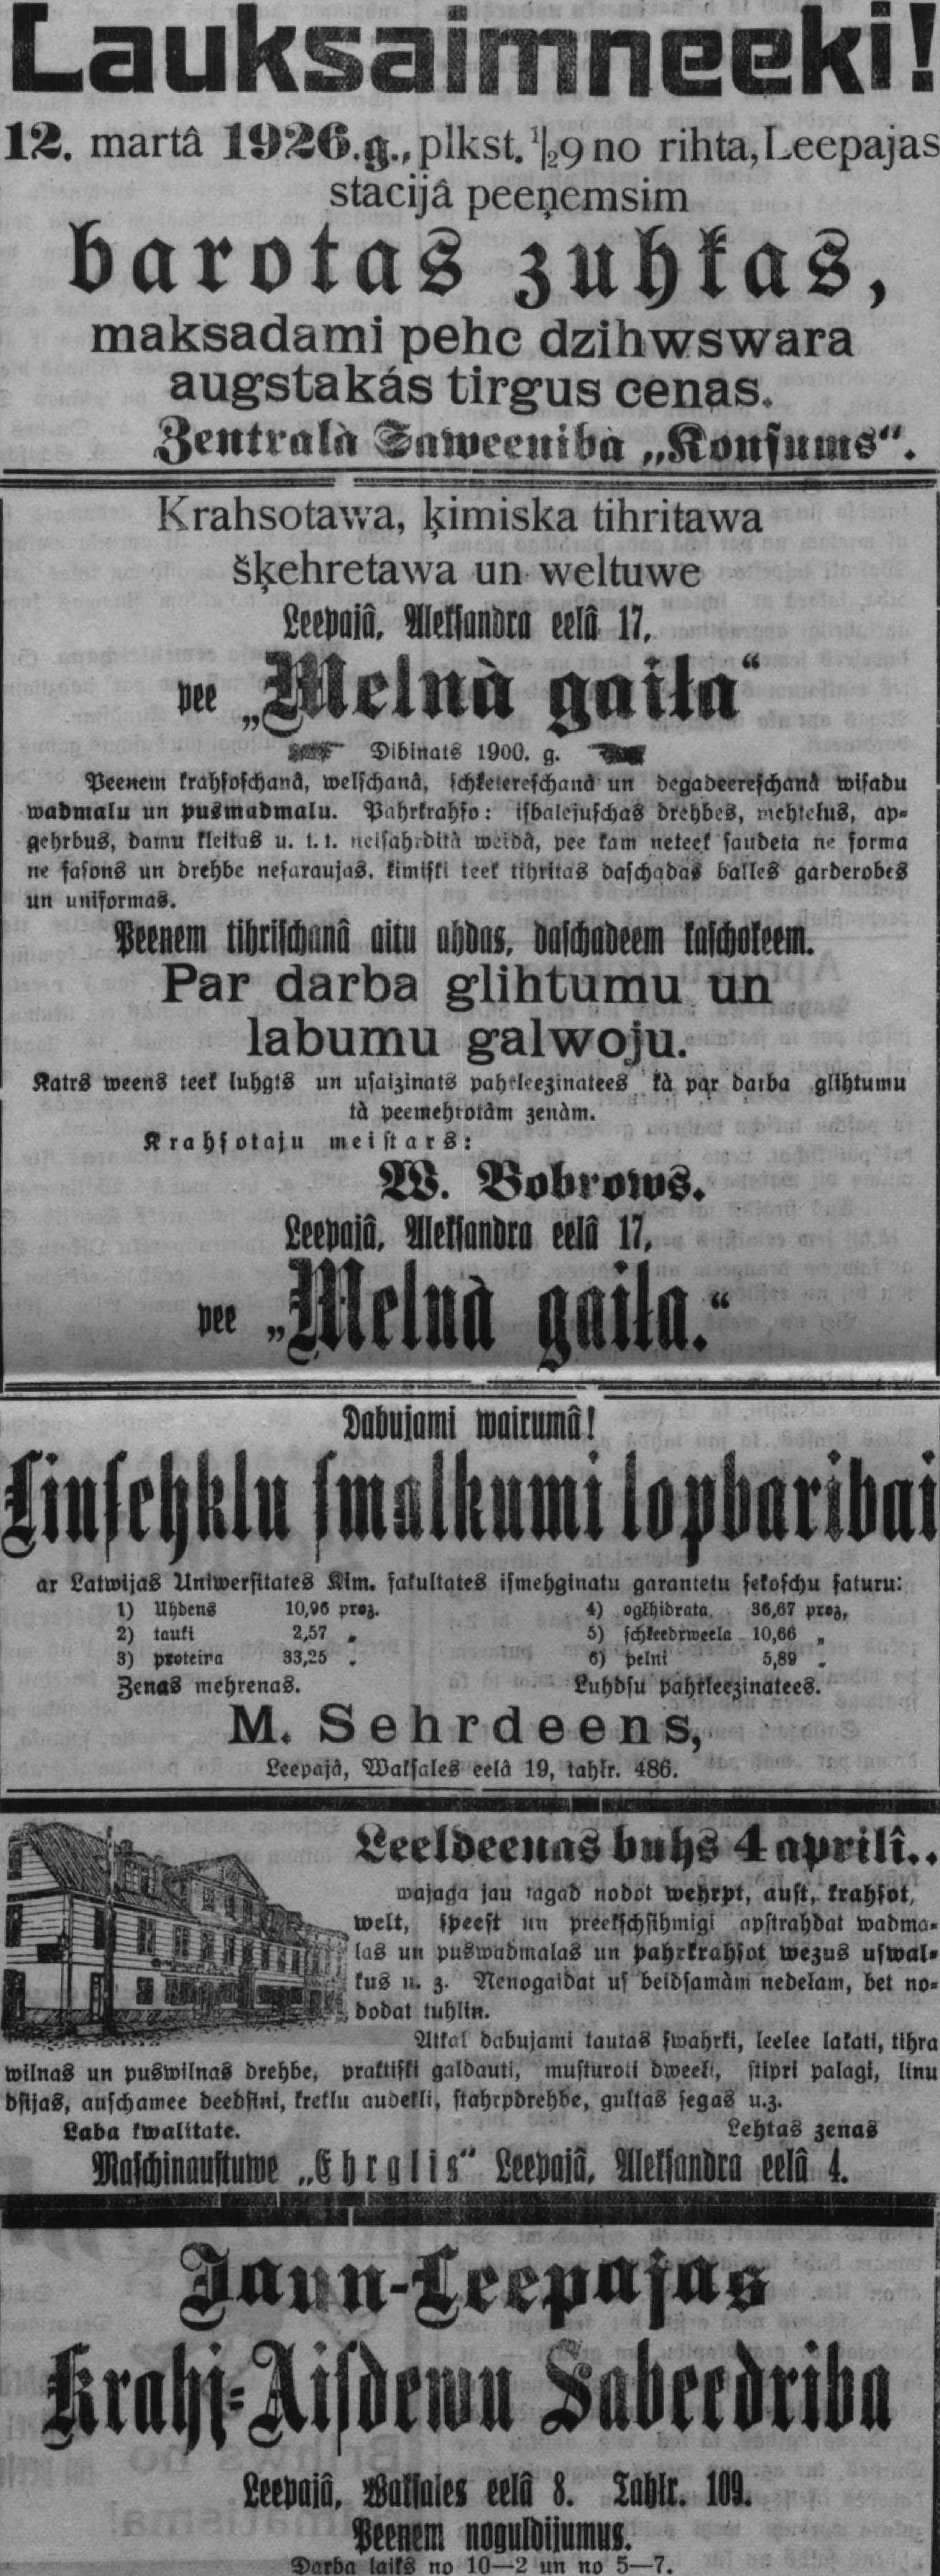 Lauksaimneeki!
12. martâ 1926.g., plkst. ½9 no rihta, Leepajas
stacijâ peeņemsim
barotas zuhkas,
maksadami pehc dzihwswara
augstakás tirgus cenas.
Zentralà Saweeniba „Konsums“.
Krahsotawa, ķimiska tihritawa
šķehretawa un weltuwe
Leepajâ, Aleksandra eelâ 17,
pee „Melnà gaiļa“
Dibinats 1900. g.
Peenem krahsoschanâ, welschanâ, schketereschanâ un degadeereschanâ wisadu
wadmalu un puswadmalu. Pahrkrahso: isbalejuschas drehbes, mehtelus, ap-
gehrbus, damu kleitas u. t. t. neisahrditâ weidâ, pee kam neteek saudeta ne forma
ne fasons un drehbe nesaraujas, kimiski teek tihritas daschadas balles garderobes
un uniformas.
Peenem tihrischanâ aitu ahdas, daschadeem kaschokeem.
Par darba glihtumu un
labumu galwoju.
Katrs weens teek luhgts un usaizinats pahrleezinatees kà par darba glihtumu
tà peemehrotâm zenàm.
Krahsotaju meistars:
W. Bobrows.
Leepajâ, Aleksandra eelâ 17,
pee „Melnà gaiļa.“
Dabujami wairumâ!
Linsehklu smalkumi lopbaribai
ar Latwijas Uniwersitates Kim. fakultates ismehginatu garantetu sekoschu saturu:
1) Uhdens 10,96 proz.
2) tauki 2,57 „
3) proteina 33,25 „
4) oglhidrata 36,67 proz,
5) schkeedrweela 10,66 „
6) pelni 5,89 „
Zenas mehrenas.
Luhdsu pahrleezinatees.
M. Sehrdeens,
Leepajâ, Waksales eelâ 19, tahlr. 486.
Leeldeenas buhs 4 aprilî..
wajaga jau tagad nodot wehrpt, aust, krahsot,
welt, speest un preekschsihmigi apstrahdat wadma-
las un puswadmalas un pahrkrahsot wezus uswal-
kus u. z. Nenogaidat us beidsamàm nedelam, bet no-
dodat tuhlin.
Atkal dabujami tautas swahrki, leelee lakati, tihra
wilnas un puswilnas drehbe, praktiski galdauti, musturoti dweeki, stipri palagi, linu
dsijas, auschamee deedsini, kreklu audekli, stahrpdrehbe, gultas segas u.z.
Laba kwalitate.
Lehtas zenas
Maschinaustuwe „Ehralis“ Leepajâ, Aleksandra eelâ 4.
Jaun-Leepajas
Krahj-Aisdewu Sabeedriba
Leepajâ, Waksales eelâ 8. Tahlr. 109.
Peenem noguldijumus.
Darba laiks no 10—2 un no 5—7.